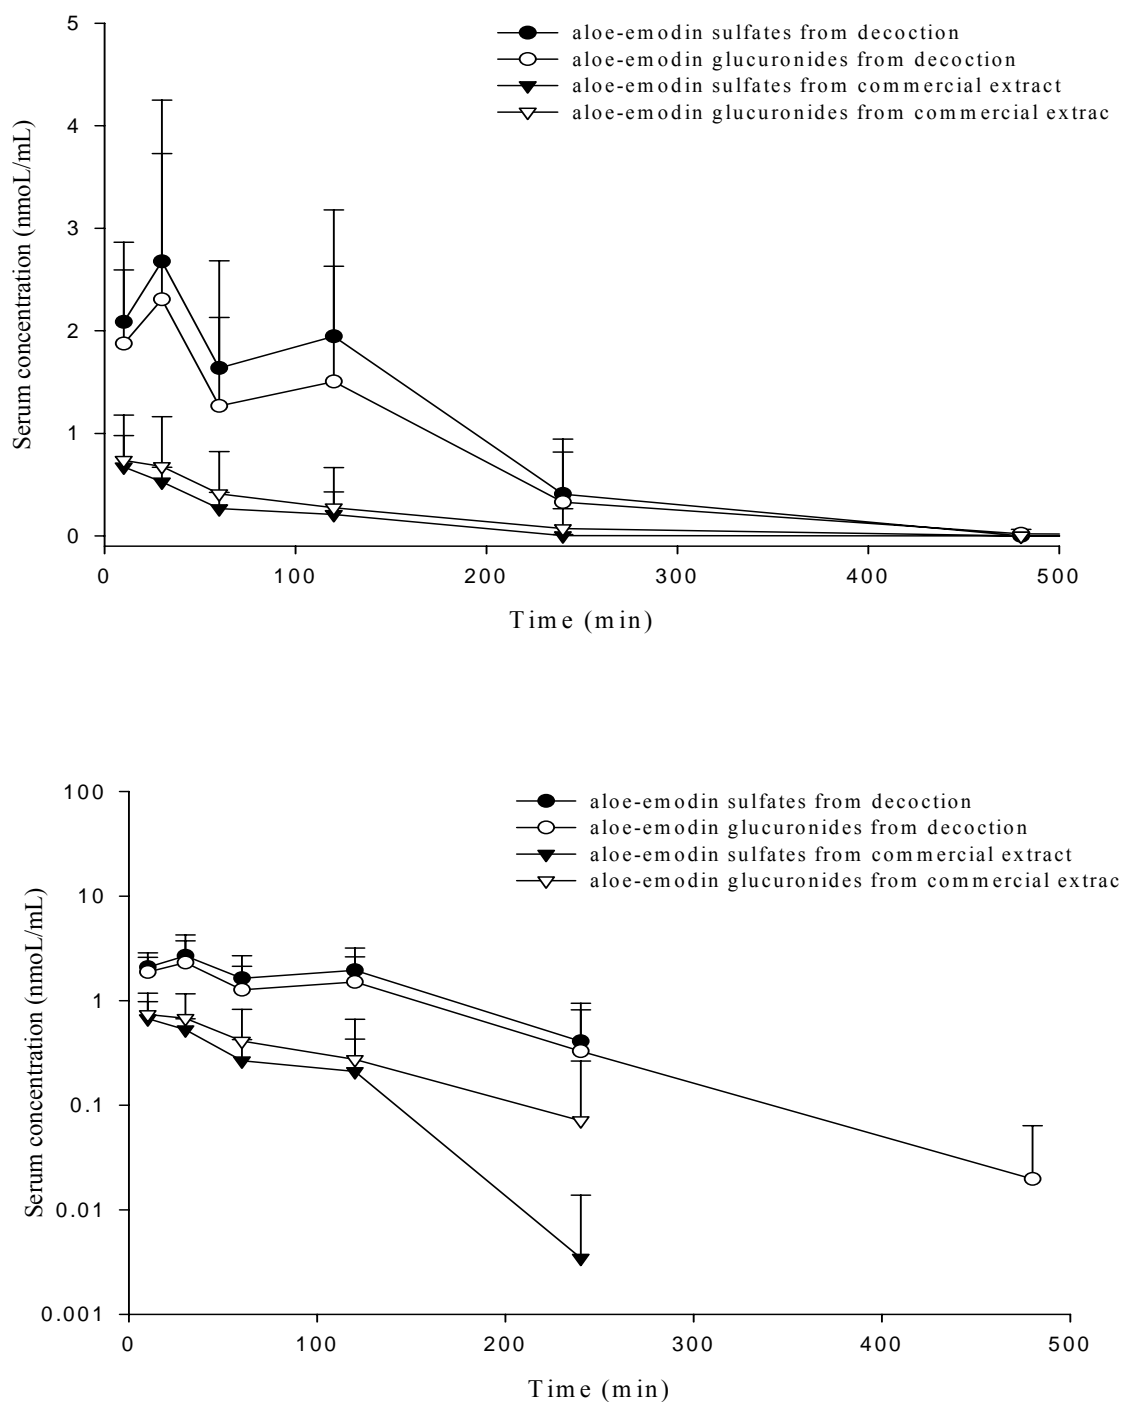 5
4
3
2
1
0
Serum concentration (nmoL/mL)
aloe-emodin sulfates from decoction
aloe-emodin glucuronides from decoction
aloe-emodin sulfates from commercial extract
aloe-emodin glucuronides from commercial extrac
0 100 200 300 400 500
Time (min)
100
10
1
0.1
0.01
0.001
Serum concentration (nmoL/mL)
aloe-emodin sulfates from decoction
aloe-emodin glucuronides from decoction
aloe-emodin sulfates from commercial extract
aloe-emodin glucuronides from commercial extrac
0 100 200 300 400 500
Time (min)